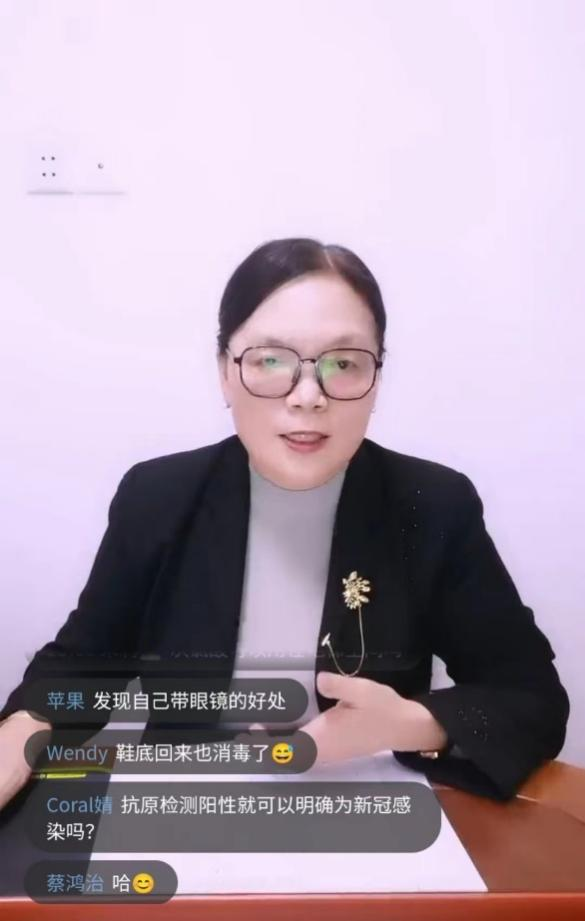 苹果 发现自己带眼镜的好处
Wendy 鞋底回来也消毒了😅
Coral婧 抗原检测阳性就可以明确为新冠感
染吗？
蔡鸿治 哈😊